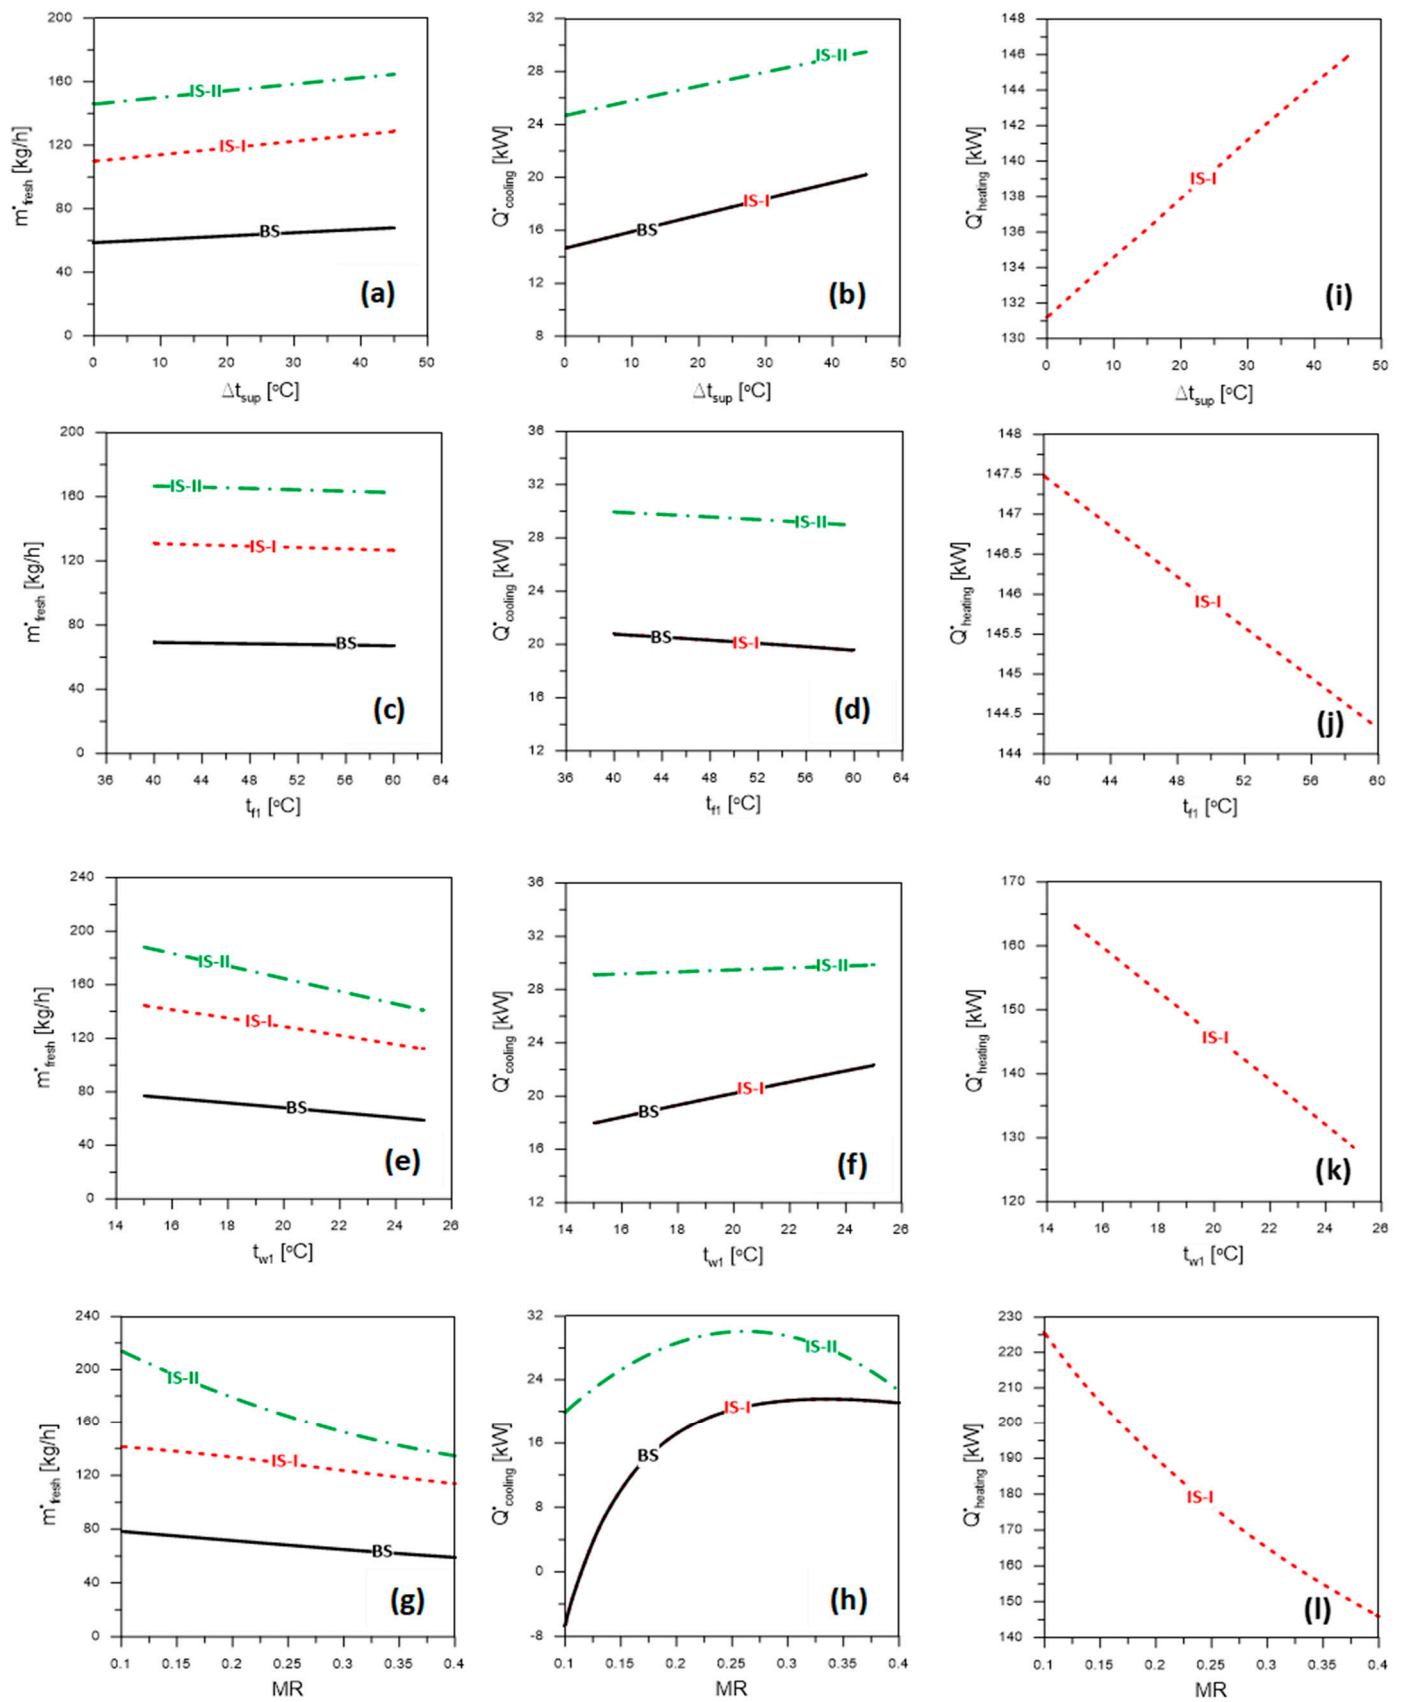 200
160
120
80
40
0
ṁfresh [kg/h]
IS-II
IS-I
BS
(a)
0 10 20 30 40 50
Δtsup [°C]
32
28
24
20
16
12
8
Q̇cooling [kW]
IS-II
IS-I
BS
(b)
0 10 20 30 40 50
Δtsup [°C]
148
146
144
142
140
138
136
134
132
130
Q̇heating [kW]
IS-I
(i)
0 10 20 30 40 50
Δtsup [°C]
200
160
120
80
40
0
ṁfresh [kg/h]
IS-II
IS-I
BS
(c)
36 40 44 48 52 56 60 64
tf1 [°C]
36
32
28
24
20
16
12
Q̇cooling [kW]
IS-II
BS
IS-I
(d)
36 40 44 48 52 56 60 64
tf1 [°C]
148
147.5
147
146.5
146
145.5
145
144.5
144
Q̇heating [kW]
IS-I
(j)
40 44 48 52 56 60
tf1 [°C]
240
200
160
120
80
40
0
ṁfresh [kg/h]
IS-II
IS-I
BS
(e)
14 16 18 20 22 24 26
tw1 [°C]
36
32
28
24
20
16
12
Q̇cooling [kW]
IS-II
IS-I
BS
(f)
14 16 18 20 22 24 26
tw1 [°C]
170
160
150
140
130
120
Q̇heating [kW]
IS-I
(k)
14 16 18 20 22 24 26
tw1 [°C]
240
200
160
120
80
40
0
ṁfresh [kg/h]
IS-II
IS-I
BS
(g)
0.1 0.15 0.2 0.25 0.3 0.35 0.4
MR
32
24
16
8
0
-8
Q̇cooling [kW]
IS-II
IS-I
BS
(h)
0.1 0.15 0.2 0.25 0.3 0.35 0.4
MR
230
220
210
200
190
180
170
160
150
140
Q̇heating [kW]
IS-I
(l)
0.1 0.15 0.2 0.25 0.3 0.35 0.4
MR